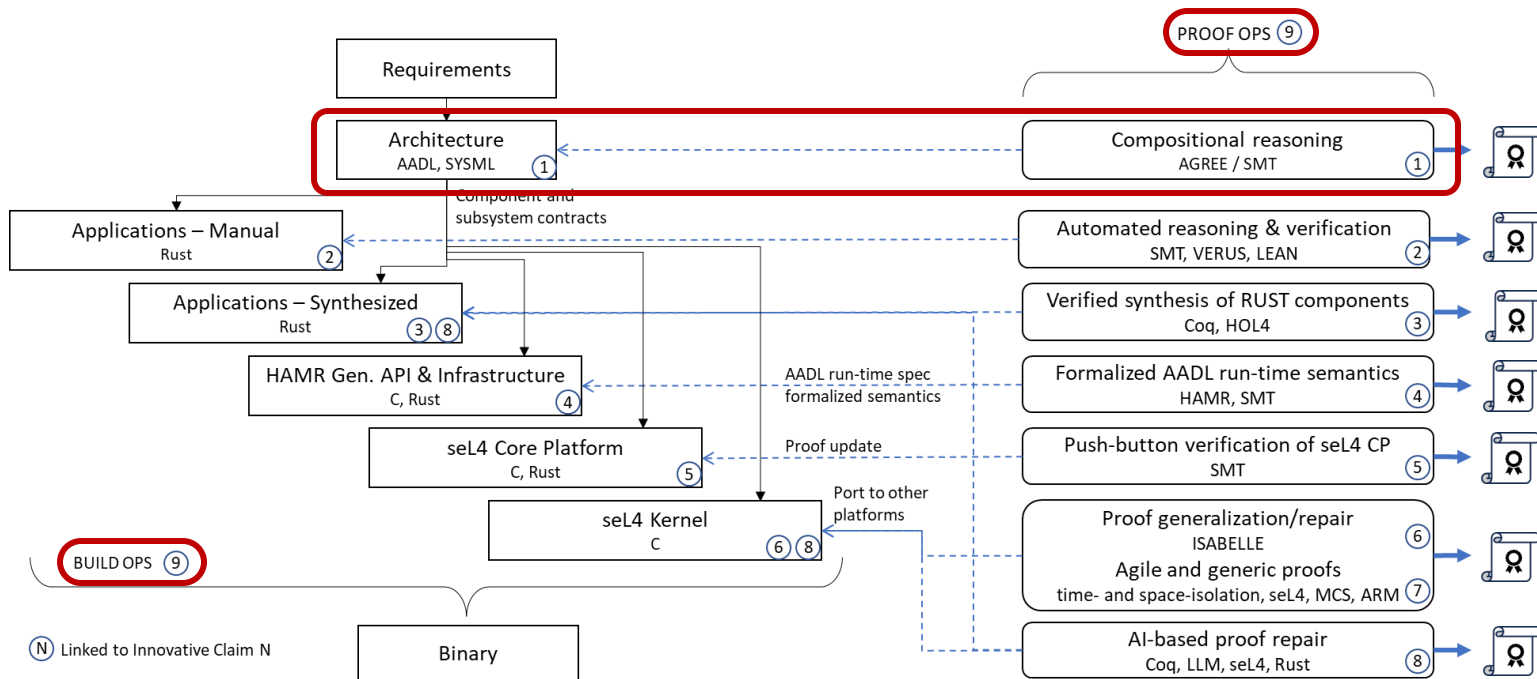 PROOF OPS 9
Requirements
Architecture
AADL, SYSML
1
Compositional reasoning
AGREE / SMT
1
Component and
subsystem contracts
Applications – Manual
Rust
2
Automated reasoning & verification
SMT, VERUS, LEAN
2
Applications – Synthesized
Rust
3 8
Verified synthesis of RUST components
Coq, HOL4
3
HAMR Gen. API & Infrastructure
C, Rust
4
AADL run-time spec
formalized semantics
Formalized AADL run-time semantics
HAMR, SMT
4
seL4 Core Platform
C, Rust
5
Proof update
Push-button verification of seL4 CP
SMT
5
seL4 Kernel
C
6 8
Port to other
platforms
Proof generalization/repair
ISABELLE
6
Agile and generic proofs
time- and space-isolation, seL4, MCS, ARM
7
BUILD OPS 9
AI-based proof repair
Coq, LLM, seL4, Rust
8
N Linked to Innovative Claim N
Binary